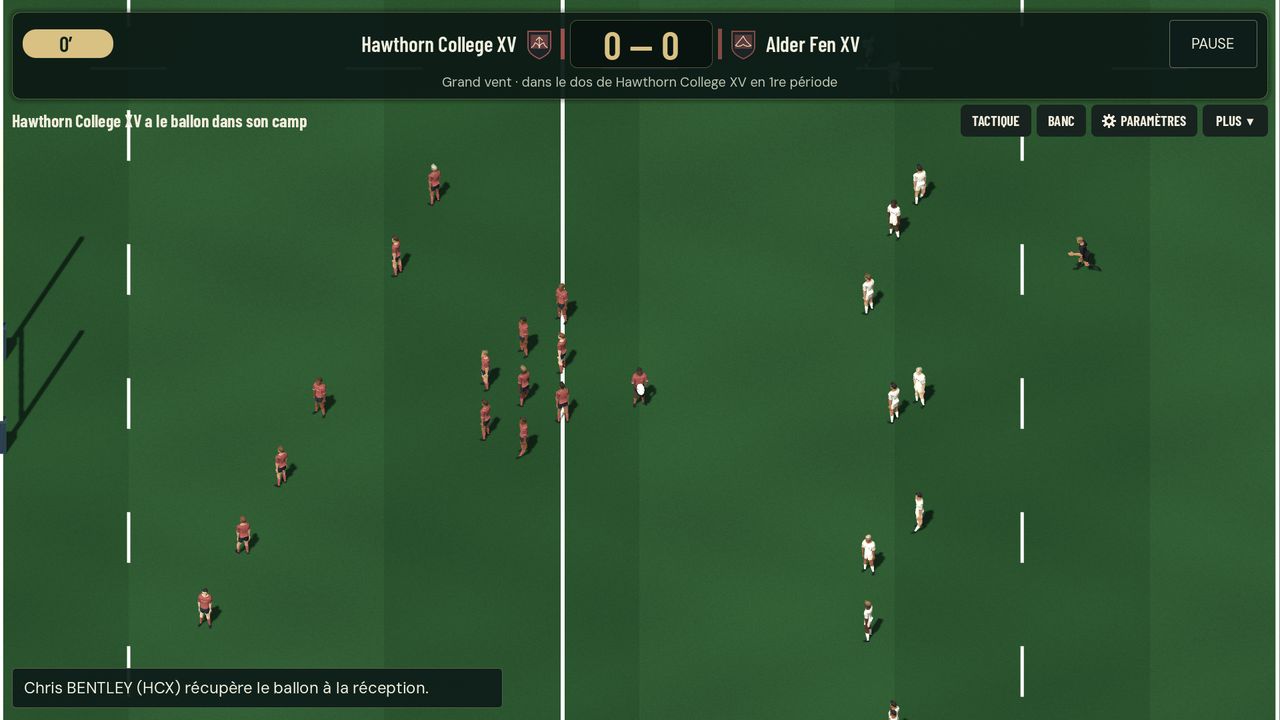 0′
Hawthorn College XV
0 – 0
Alder Fen XV
PAUSE
Grand vent · dans le dos de Hawthorn College XV en 1re période
Hawthorn College XV a le ballon dans son camp
TACTIQUE
BANC
PARAMÈTRES
PLUS ▾
Chris BENTLEY (HCX) récupère le ballon à la réception.